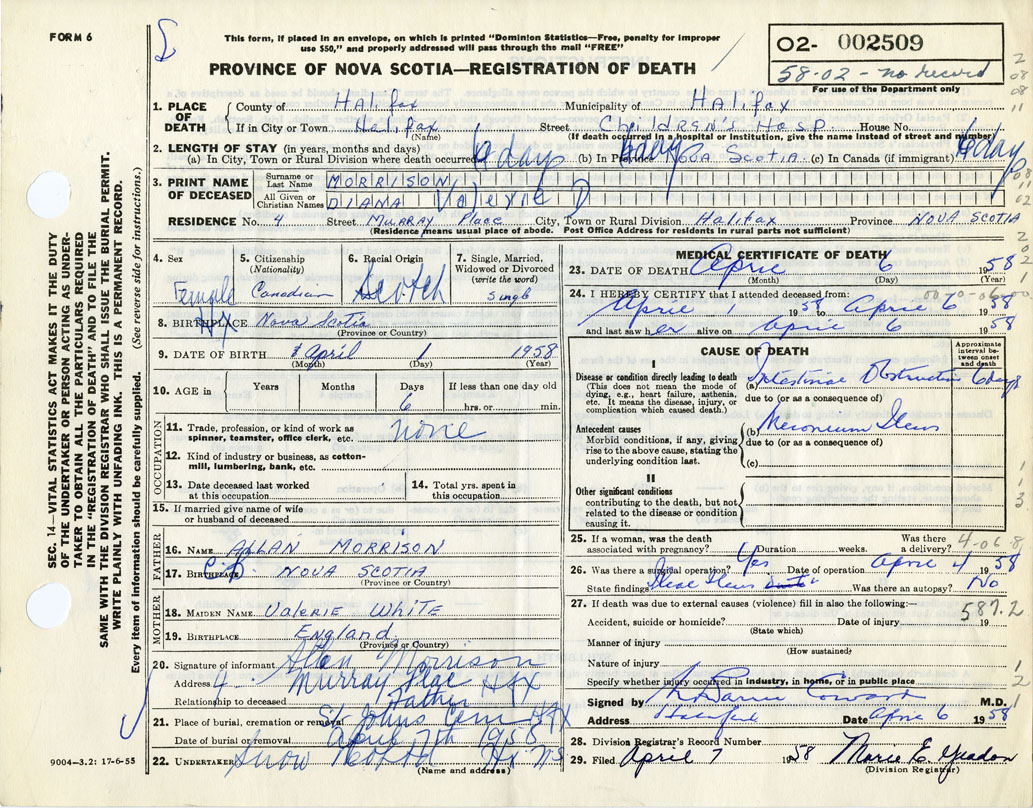 FORM 6
This form, if placed in an envelope, on which is printed "Dominion Statistics—Free, penalty for improper
use $50," and properly addressed will pass through the mail "FREE"
PROVINCE OF NOVA SCOTIA—REGISTRATION OF DEATH
O2- 002509
58-02 - no record
For use of the Department only
SEC. 14—VITAL STATISTICS ACT MAKES IT THE DUTY
OF THE UNDERTAKER OR PERSON ACTING AS UNDER-
TAKER TO OBTAIN ALL THE PARTICULARS REQUIRED
IN THE "REGISTRATION OF DEATH" AND TO FILE THE
SAME WITH THE DIVISION REGISTRAR WHO SHALL ISSUE THE BURIAL PERMIT.
WRITE PLAINLY WITH UNFADING INK. THIS IS A PERMANENT RECORD.
Every item of information should be carefully supplied. (See reverse side for instructions.)
1. PLACE OF DEATH County of Halifax Municipality of Halifax
If in City or Town Halifax Street Children's Hosp. House No.
(Name) (If death occurred in a hospital or institution, give the name instead of street and number)
2. LENGTH OF STAY (in years, months and days)
(a) In City, Town or Rural Division where death occurred 6 days (b) In Province 6 days Nova Scotia (c) In Canada (if immigrant) 6 days
3. PRINT NAME OF DECEASED Surname or Last Name MORRISON
All Given or Christian Names DIANA Valerie D
RESIDENCE No. 4 Street Murray Place City, Town or Rural Division Halifax Province NOVA SCOTIA
(Residence means usual place of abode. Post Office Address for residents in rural parts not sufficient)
4. Sex Female
5. Citizenship (Nationality) Canadian
6. Racial Origin Scotch
7. Single, Married, Widowed or Divorced (write the word) Single
8. BIRTHPLACE Hfx Nova Scotia
(Province or Country)
9. DATE OF BIRTH April 1 1958
(Month) (Day) (Year)
10. AGE in Years Months Days If less than one day old
6 hrs. or min.
OCCUPATION
11. Trade, profession, or kind of work as spinner, teamster, office clerk, etc. none
12. Kind of industry or business, as cotton-mill, lumbering, bank, etc.
13. Date deceased last worked at this occupation
14. Total yrs. spent in this occupation
15. If married give name of wife or husband of deceased
FATHER
16. NAME ALLAN MORRISON
17. BIRTHPLACE NOVA SCOTIA
(Province or Country)
MOTHER
18. MAIDEN NAME Valerie White
19. BIRTHPLACE England
(Province or Country)
20. Signature of informant Allan Morrison
Address 4 Murray Place Hfx
Relationship to deceased Father
21. Place of burial, cremation or removal St Johns Cem Hfx
Date of burial or removal April 7th 1958
22. UNDERTAKER Snow
(Name and address)
9004—3.2: 17-6-55
MEDICAL CERTIFICATE OF DEATH
23. DATE OF DEATH April 6 1958
(Month) (Day) (Year)
24. I HEREBY CERTIFY that I attended deceased from:
April 1 1958 to April 6 1958
and last saw her alive on April 6 1958
CAUSE OF DEATH
Approximate interval between onset and death
I
Disease or condition directly leading to death
(This does not mean the mode of dying, e.g., heart failure, asthenia, etc. It means the disease, injury, or complication which caused death.)
Intestinal Obstruction 6 days
due to (or as a consequence of)
Antecedent causes
Morbid conditions, if any, giving rise to the above cause, stating the underlying condition last.
(b) Meconium Ileus
due to (or as a consequence of)
(c)
II
Other significant conditions
contributing to the death, but not related to the disease or condition causing it.
25. If a woman, was the death associated with pregnancy? Duration weeks. Was there a delivery?
4-06 8
26. Was there a surgical operation? Yes Date of operation April 4 1958
State findings Ileus Was there an autopsy? No
27. If death was due to external causes (violence) fill in also the following:—
587.2
Accident, suicide or homicide? Date of injury 19
(State which)
Manner of injury
(How sustained)
Nature of injury
Specify whether injury occurred in industry, in home, or in public place
Signed by N Barrie Coward M.D.
Address Halifax Date April 6 1958
28. Division Registrar's Record Number
29. Filed April 7 1958 Marie E. Yeadon
(Division Registrar)